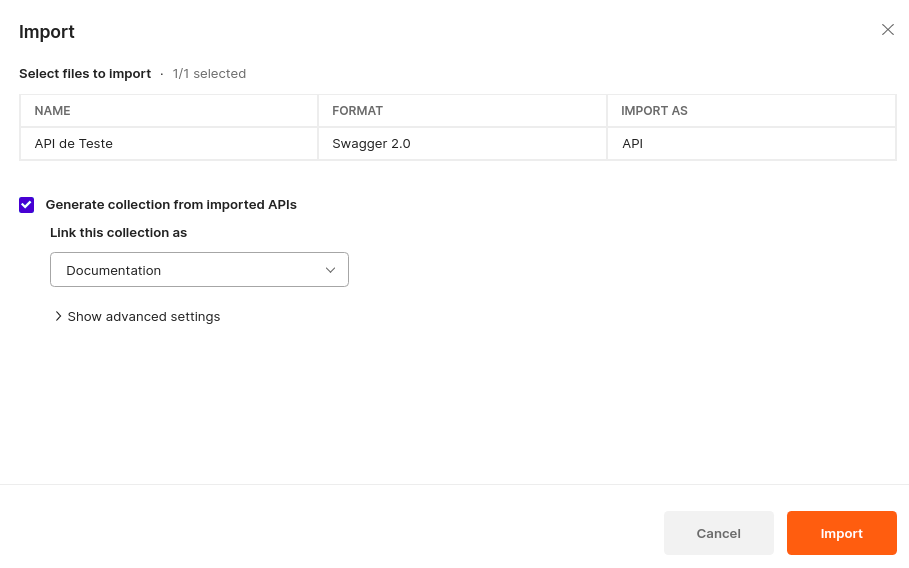 Import
Select files to import · 1/1 selected
NAME FORMAT IMPORT AS
API de Teste Swagger 2.0 API
Generate collection from imported APIs
Link this collection as
Documentation
Show advanced settings
Cancel Import